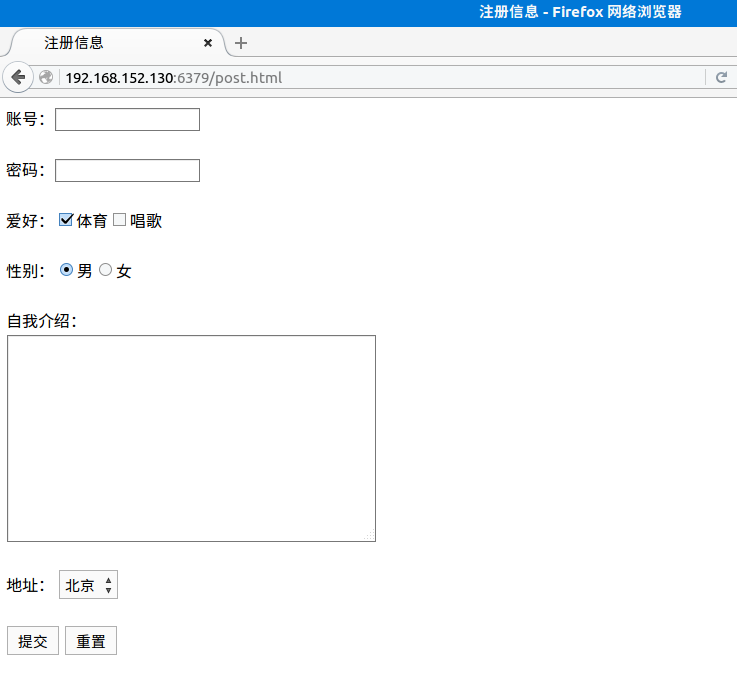 注册信息 - Firefox 网络浏览器
注册信息
192.168.152.130:6379/post.html
账号：
密码：
爱好： 体育 唱歌
性别： 男 女
自我介绍：
地址： 北京
提交 重置